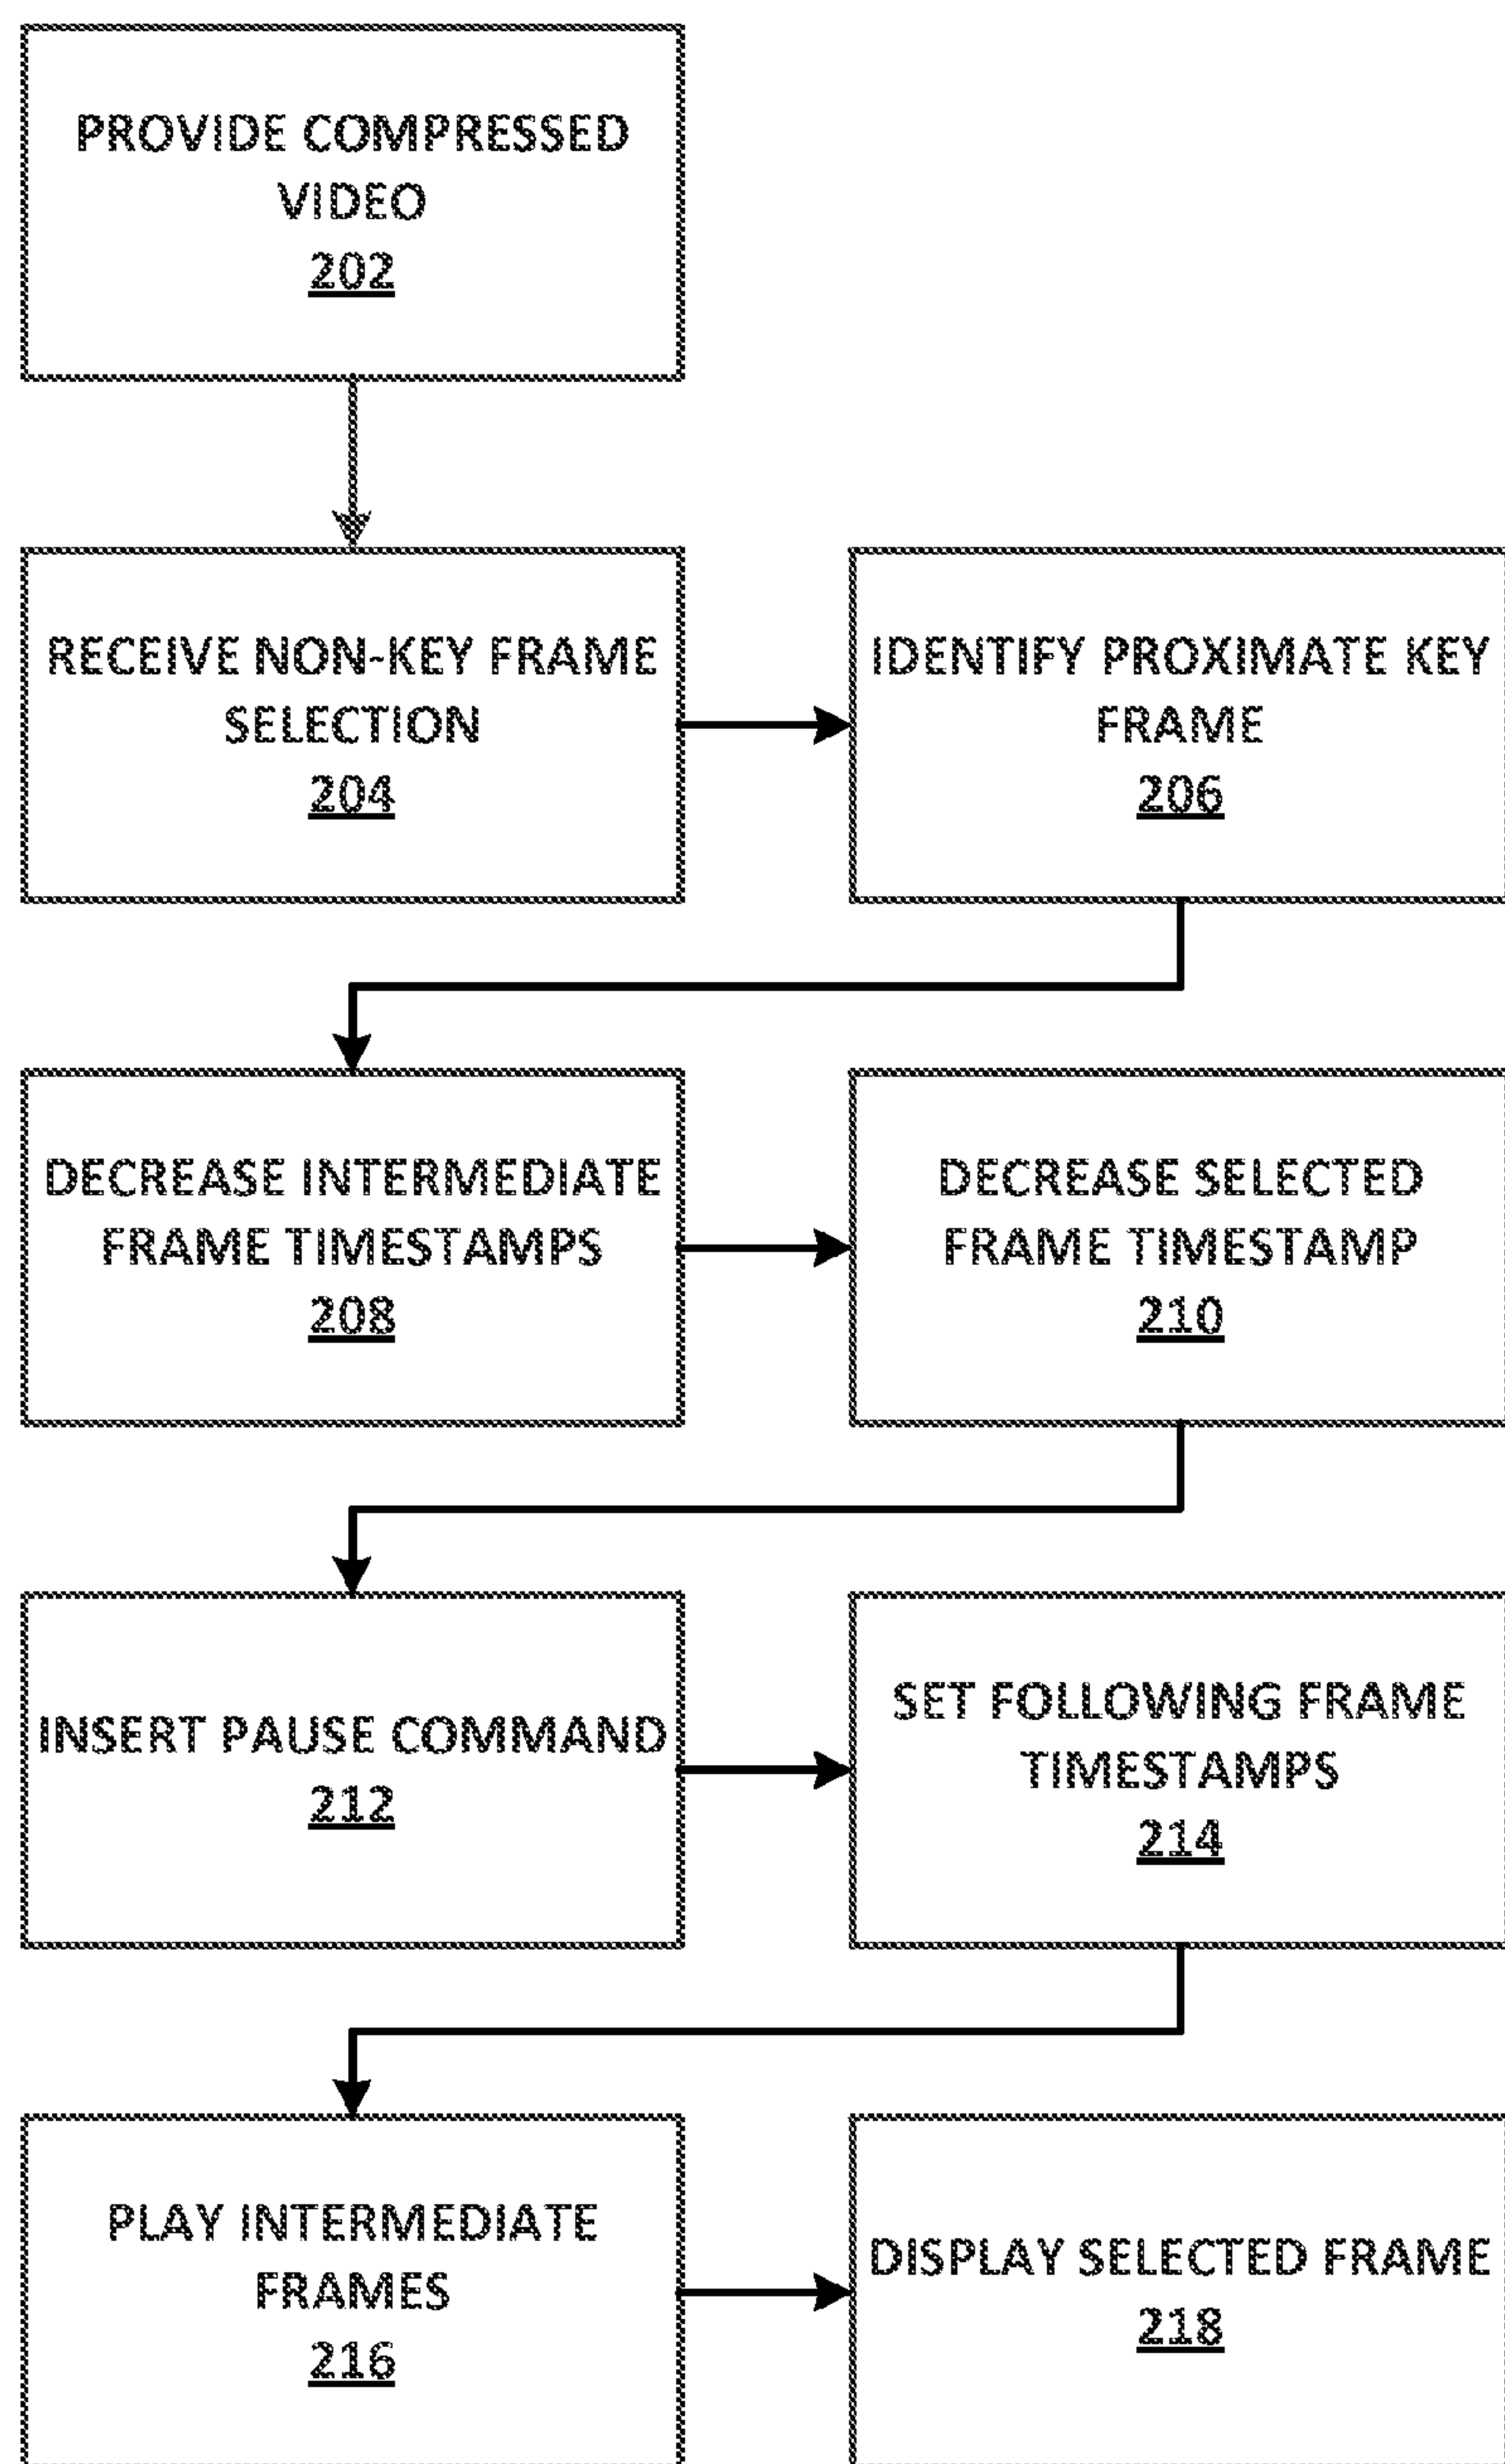 PROVIDE COMPRESSED
VIDEO
202
RECEIVE NON-KEY FRAME
SELECTION
204
IDENTIFY PROXIMATE KEY
FRAME
206
DECREASE INTERMEDIATE
FRAME TIMESTAMPS
208
DECREASE SELECTED
FRAME TIMESTAMP
210
INSERT PAUSE COMMAND
212
SET FOLLOWING FRAME
TIMESTAMPS
214
PLAY INTERMEDIATE
FRAMES
216
DISPLAY SELECTED FRAME
218